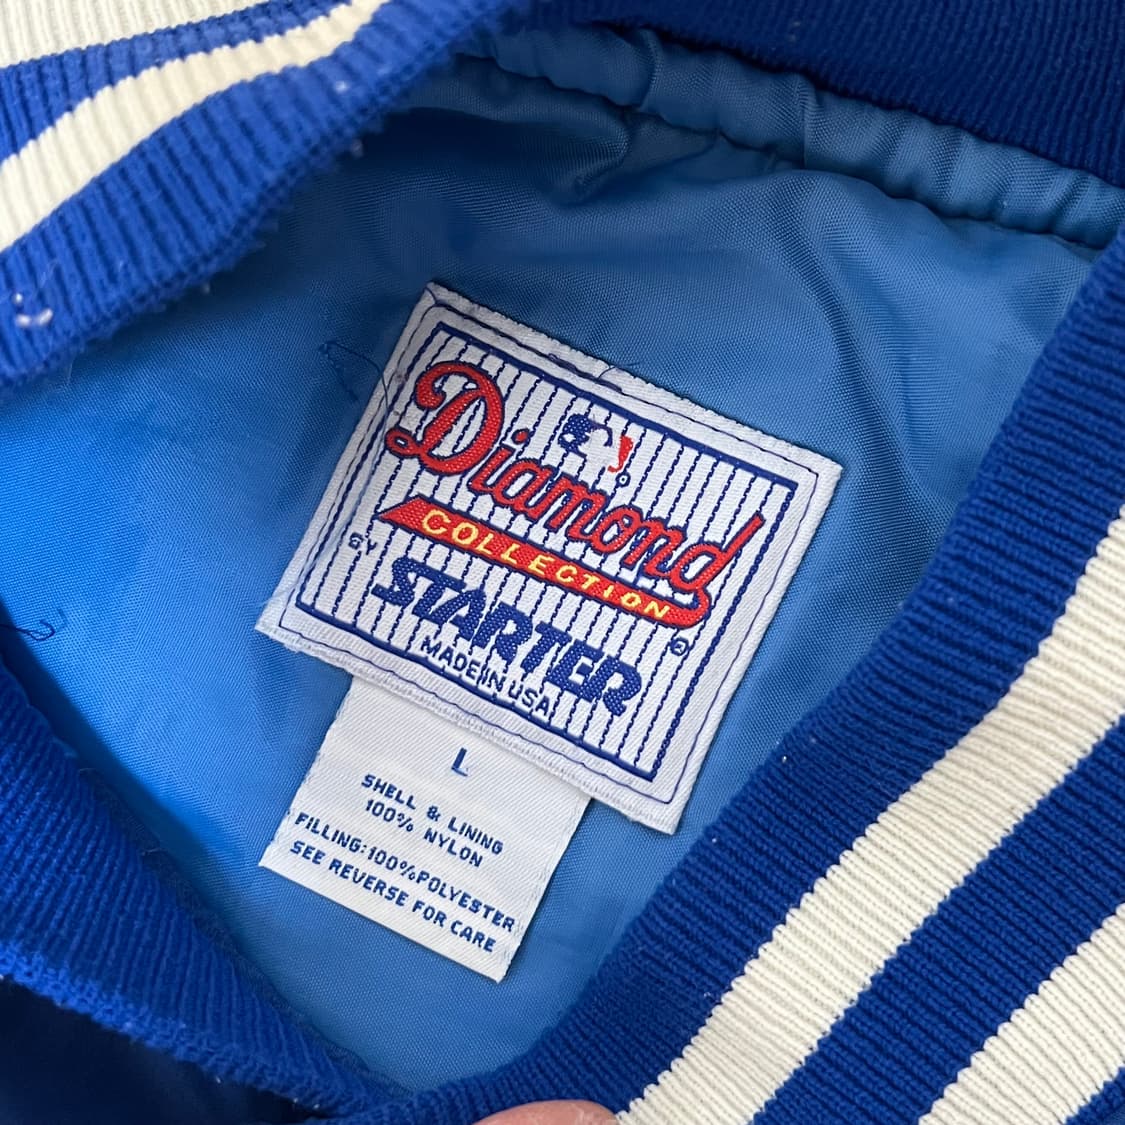 Diamond
COLLECTION
BY
STARTER
MADE IN USA
L
SHELL & LINING
100% NYLON
FILLING:100%POLYESTER
SEE REVERSE FOR CARE